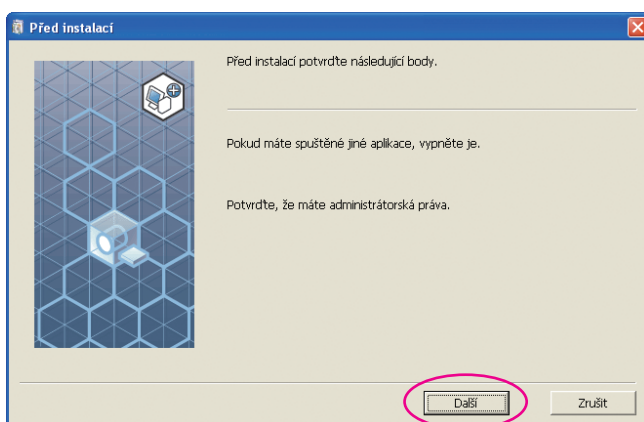 Před instalací
Před instalací potvrďte následující body.
Pokud máte spuštěné jiné aplikace, vypněte je.
Potvrďte, že máte administrátorská práva.
Další
Zrušit